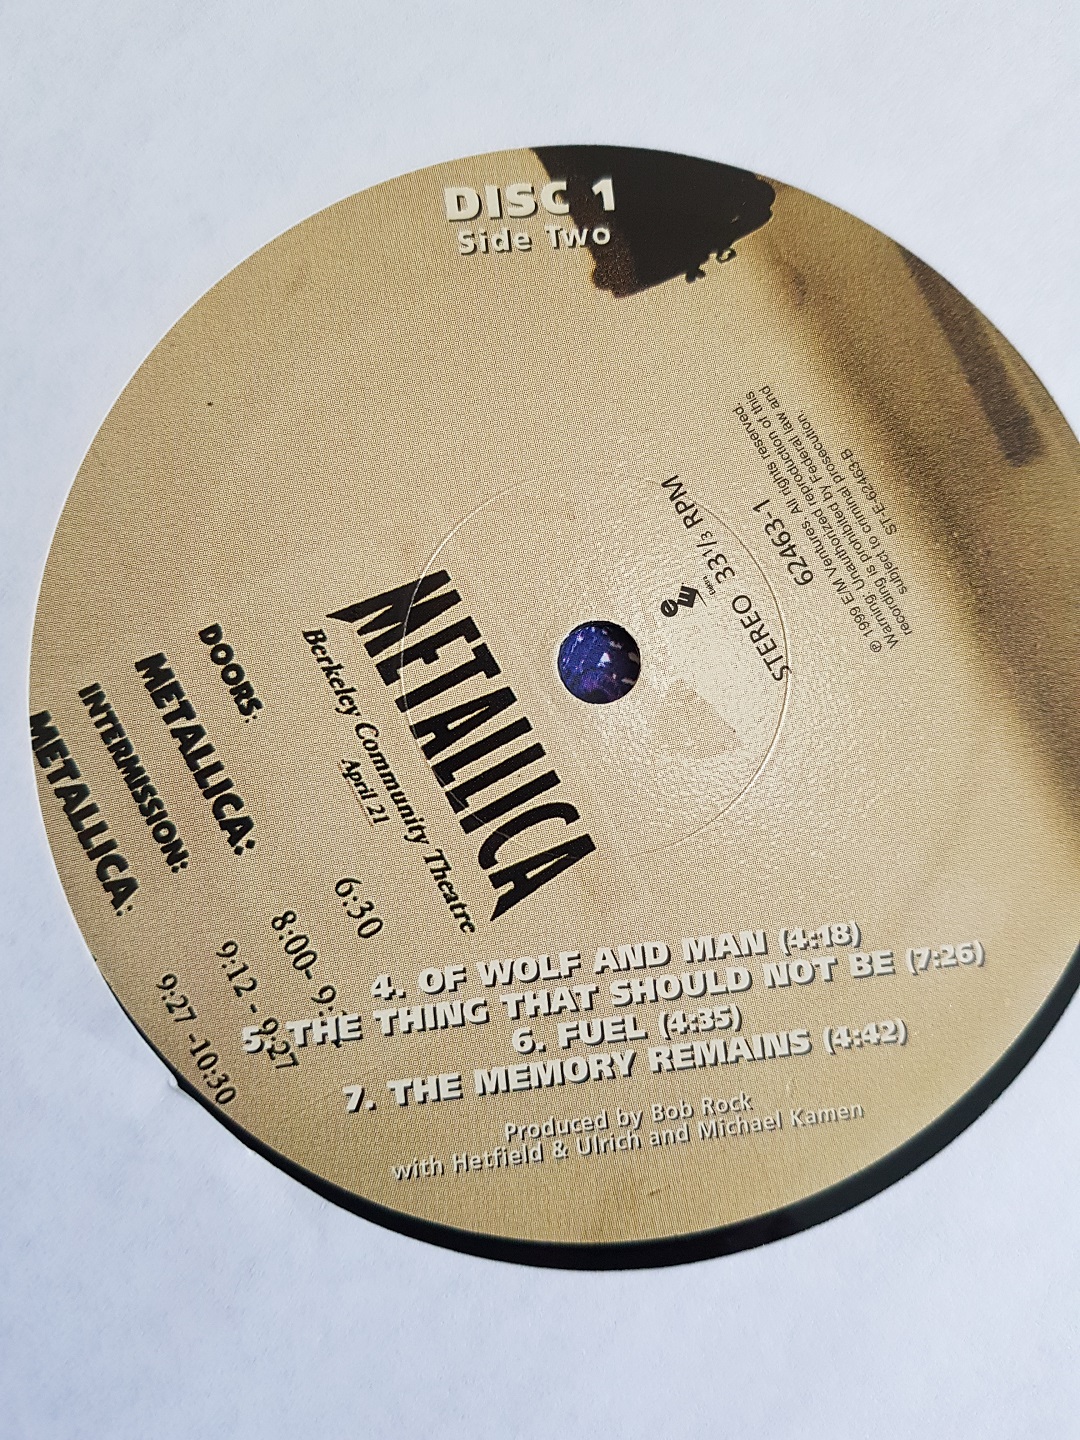 DISC 1
Side Two
METALLICA
Berkeley Community Theatre
April 21
DOORS: 6:30
METALLICA: 8:00- 9:
INTERMISSION: 9:12 - 9:27
METALLICA: 9:27 -10:30
STEREO 33 1/3 RPM
62463-1
℗ 1999 E/M Ventures. All rights reserved.
Warning: Unauthorized reproduction of this
recording is prohibited by Federal law and
subject to criminal prosecution.
ST-E-62463-B
4. OF WOLF AND MAN (4:18)
5. THE THING THAT SHOULD NOT BE (7:26)
6. FUEL (4:35)
7. THE MEMORY REMAINS (4:42)
Produced by Bob Rock
with Hetfield & Ulrich and Michael Kamen